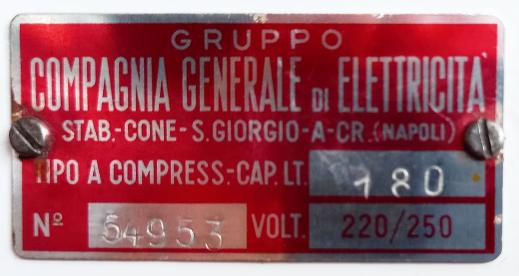 GRUPPO
COMPAGNIA GENERALE DI ELETTRICITA
STAB.-CONE-S.GIORGIO-A-CR.(NAPOLI)
TIPO A COMPRESS.-CAP. LT. 180
Nº 54953 VOLT. 220/250